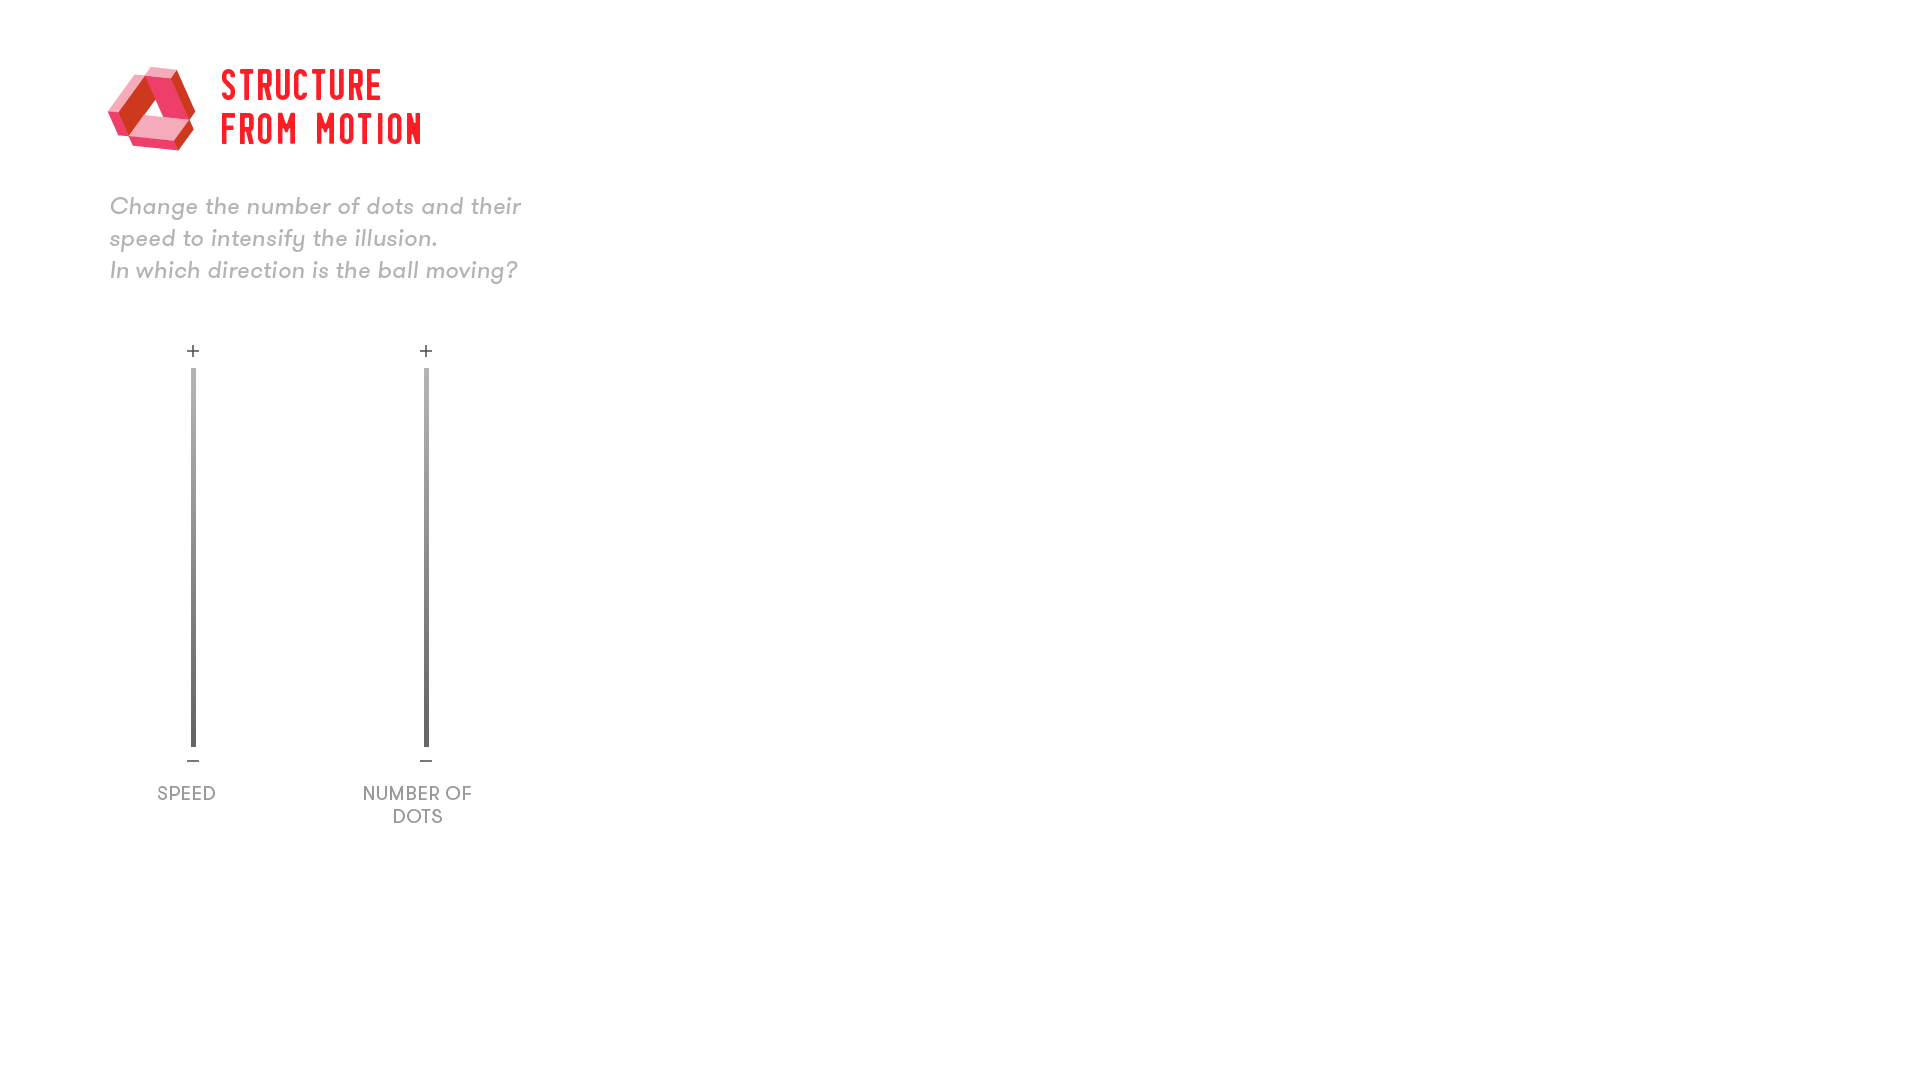 STRUCTURE
FROM MOTION
Change the number of dots and their
speed to intensify the illusion.
In which direction is the ball moving?
+
+
–
–
SPEED
NUMBER OF
DOTS